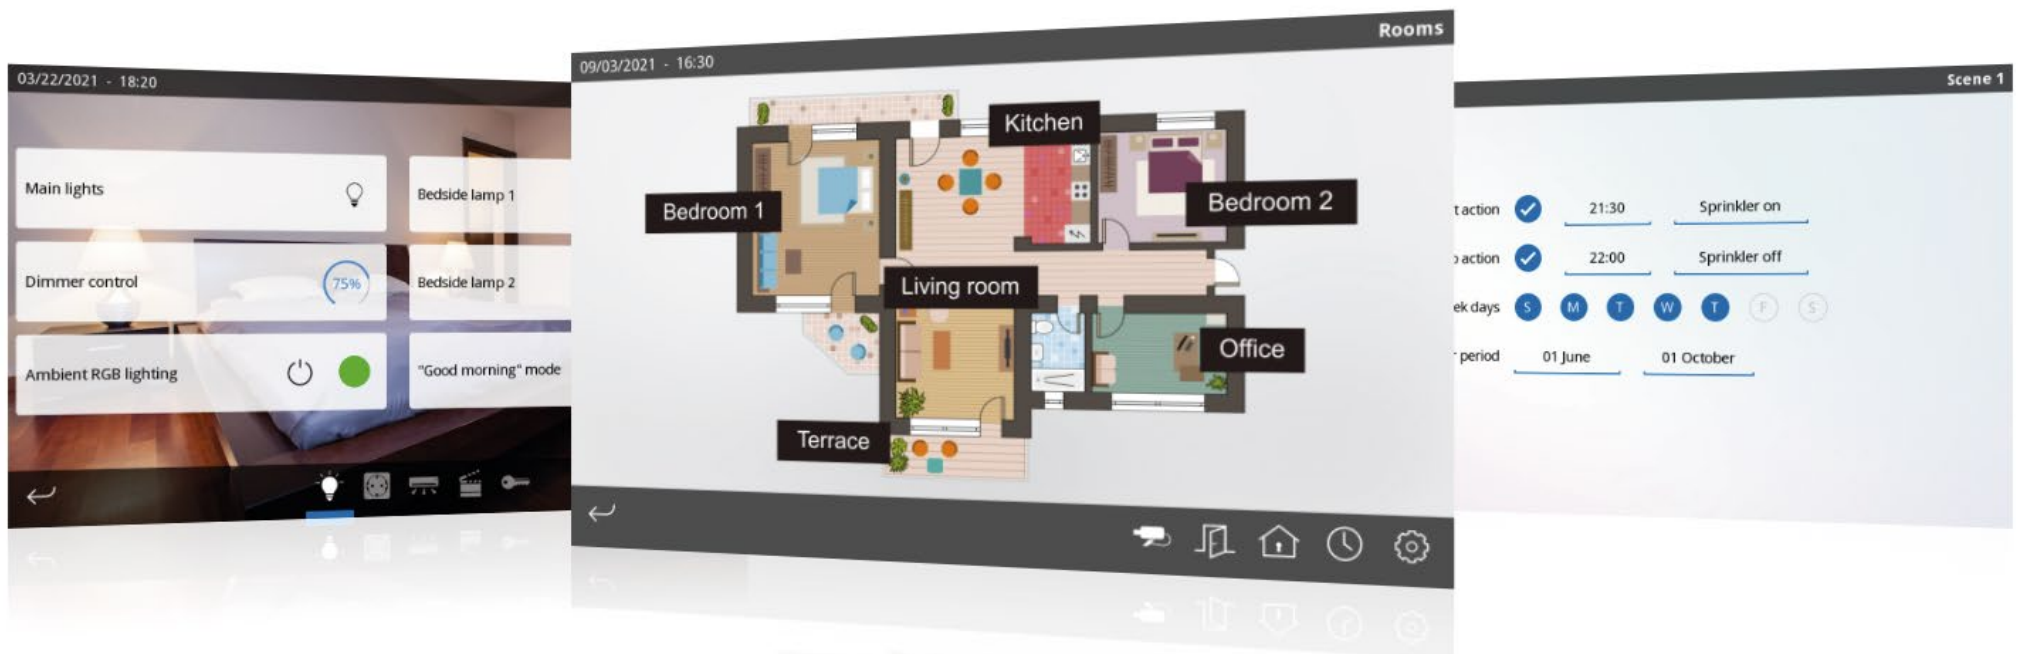 03/22/2021 - 18:20
Main lights
Bedside lamp 1
Dimmer control
75%
Bedside lamp 2
Ambient RGB lighting
"Good morning" mode
Rooms
09/03/2021 - 16:30
Kitchen
Bedroom 1
Bedroom 2
Living room
Office
Terrace
Scene 1
t action 21:30 Sprinkler on
action 22:00 Sprinkler off
ek days S M T W T F S
period 01 June 01 October